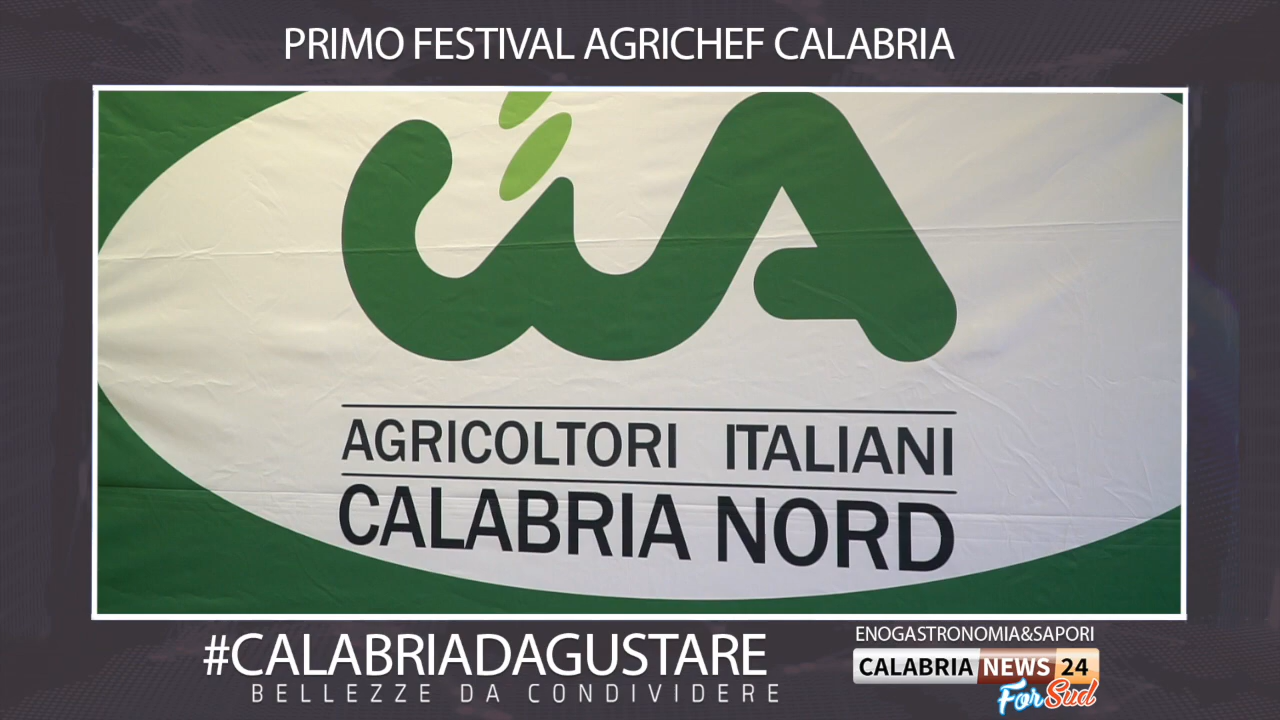 PRIMO FESTIVAL AGRICHEF CALABRIA
CIA
AGRICOLTORI ITALIANI
CALABRIA NORD
#CALABRIADAGUSTARE
BELLEZZE DA CONDIVIDERE
ENOGASTRONOMIA&SAPORI
CALABRIA NEWS 24
For Sud